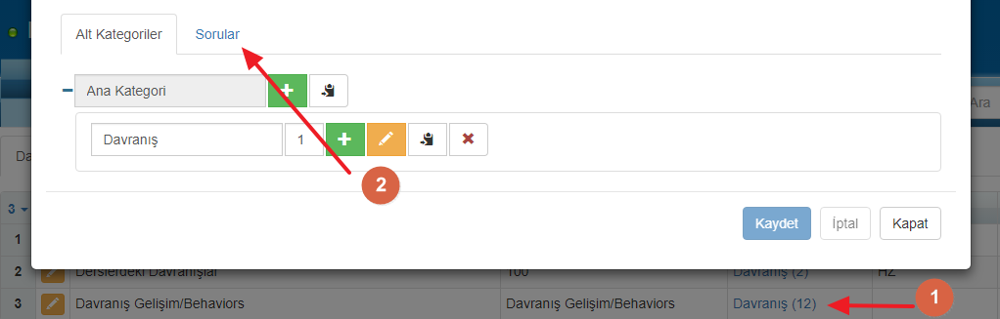 Alt Kategoriler Sorular
Ana Kategori
Ara
Davranış 1
Da
2
3
Kaydet İptal Kapat
1
2 Derslerdeki Davranışlar 100 Davranış (2) HZ
3 Davranış Gelişim/Behaviors Davranış Gelişim/Behaviors Davranış (12) 1